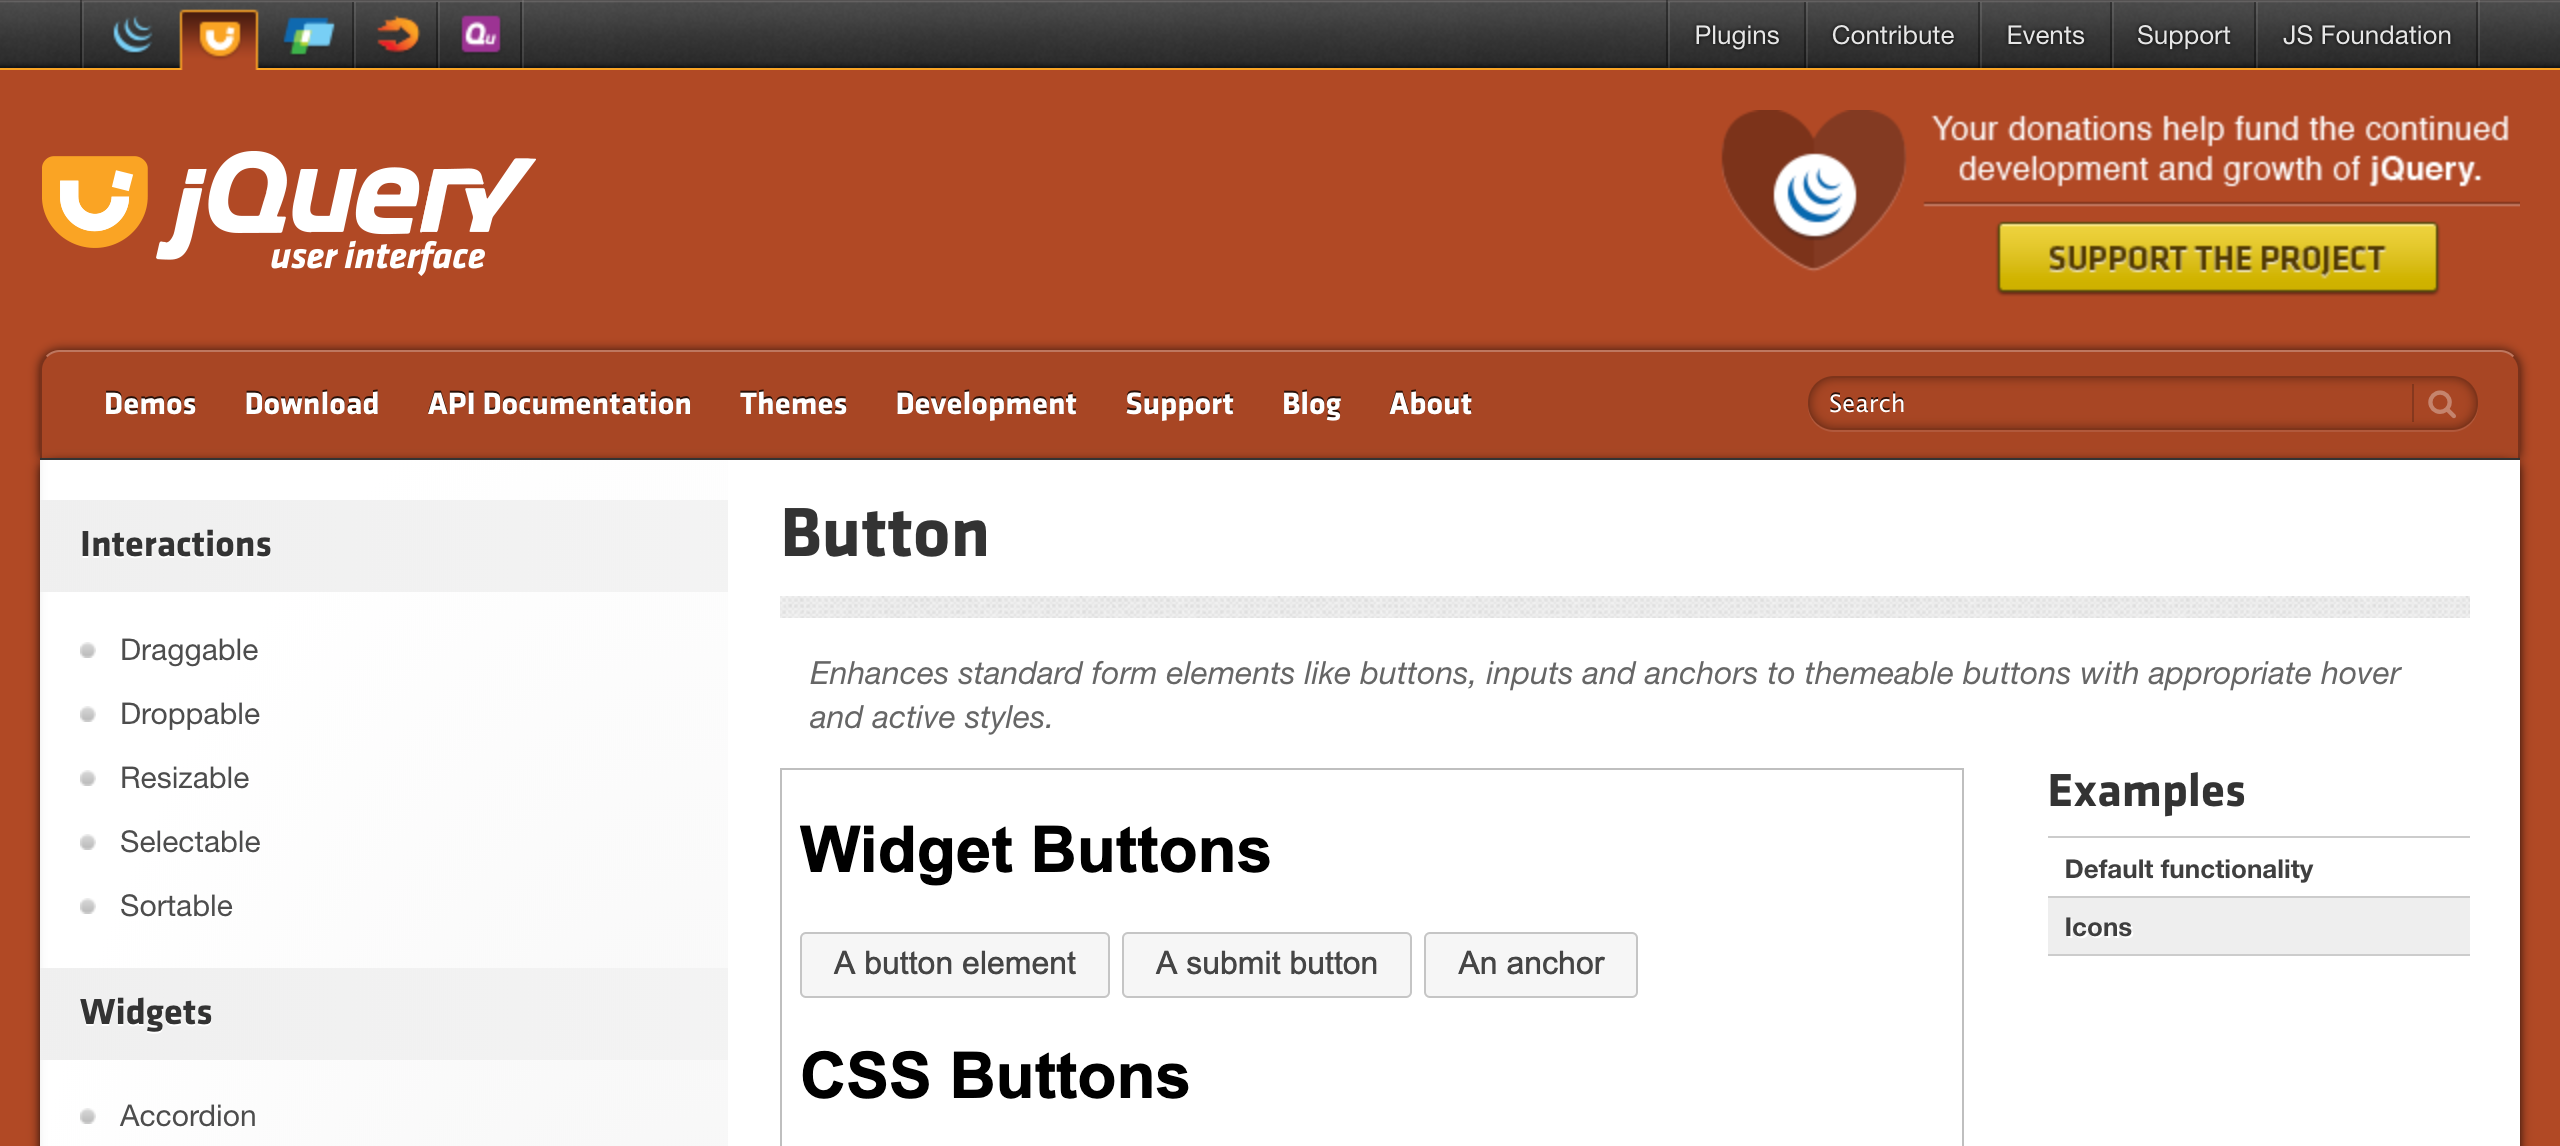 Qu
Plugins
Contribute
Events
Support
JS Foundation
jQuery
user interface
Your donations help fund the continued
development and growth of jQuery.
SUPPORT THE PROJECT
Demos
Download
API Documentation
Themes
Development
Support
Blog
About
Search
Interactions
Draggable
Droppable
Resizable
Selectable
Sortable
Widgets
Accordion
Button
Enhances standard form elements like buttons, inputs and anchors to themeable buttons with appropriate hover
and active styles.
Widget Buttons
A button element
A submit button
An anchor
CSS Buttons
Examples
Default functionality
Icons